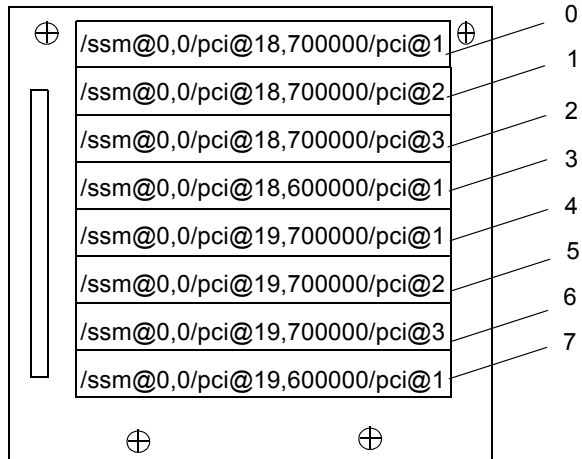 /ssm@0,0/pci@18,700000/pci@1 0
/ssm@0,0/pci@18,700000/pci@2 1
/ssm@0,0/pci@18,700000/pci@3 2
/ssm@0,0/pci@18,600000/pci@1 3
/ssm@0,0/pci@19,700000/pci@1 4
/ssm@0,0/pci@19,700000/pci@2 5
/ssm@0,0/pci@19,700000/pci@3 6
/ssm@0,0/pci@19,600000/pci@1 7